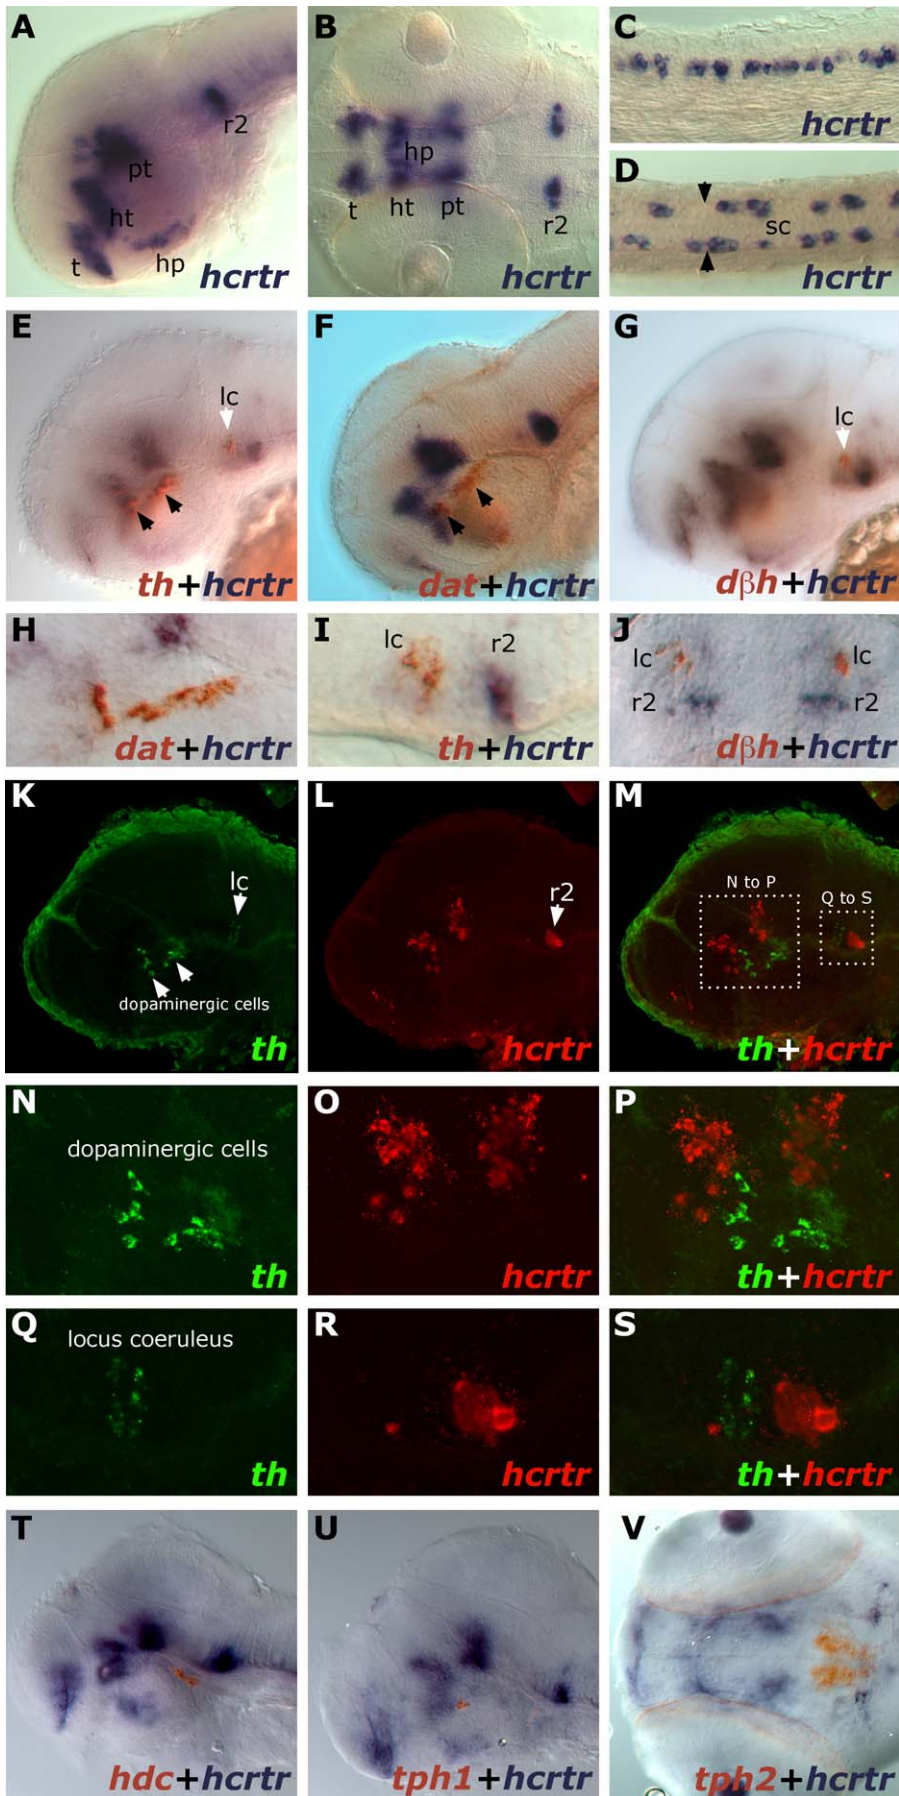 A
r2
pt
ht
t
hp
hcrtr
B
hp
t
ht
pt
r2
hcrtr
C
hcrtr
D
sc
hcrtr
E
lc
th+hcrtr
F
dat+hcrtr
G
lc
dβh+hcrtr
H
dat+hcrtr
I
lc
r2
th+hcrtr
J
lc
lc
r2
r2
dβh+hcrtr
K
lc
dopaminergic cells
th
L
r2
hcrtr
M
N to P
Q to S
th+hcrtr
N
dopaminergic cells
th
O
hcrtr
P
th+hcrtr
Q
locus coeruleus
th
R
hcrtr
S
th+hcrtr
T
hdc+hcrtr
U
tph1+hcrtr
V
tph2+hcrtr